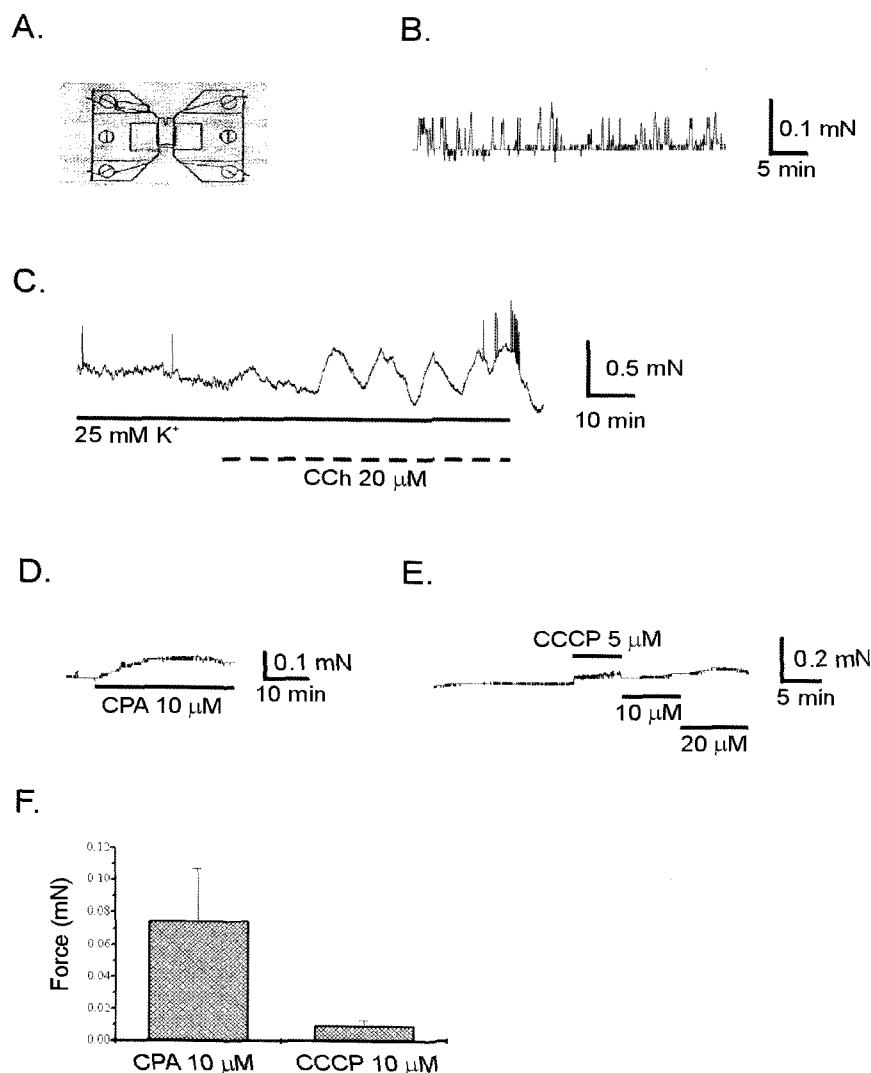 A.
B.
0.1 mN
5 min
C.
0.5 mN
10 min
25 mM K⁺
CCh 20 μM
D.
0.1 mN
10 min
CPA 10 μM
E.
CCCP 5 μM
0.2 mN
5 min
10 μM
20 μM
F.
Force (mN)
0.12
0.10
0.08
0.06
0.04
0.02
0.00
CPA 10 μM
CCCP 10 μM